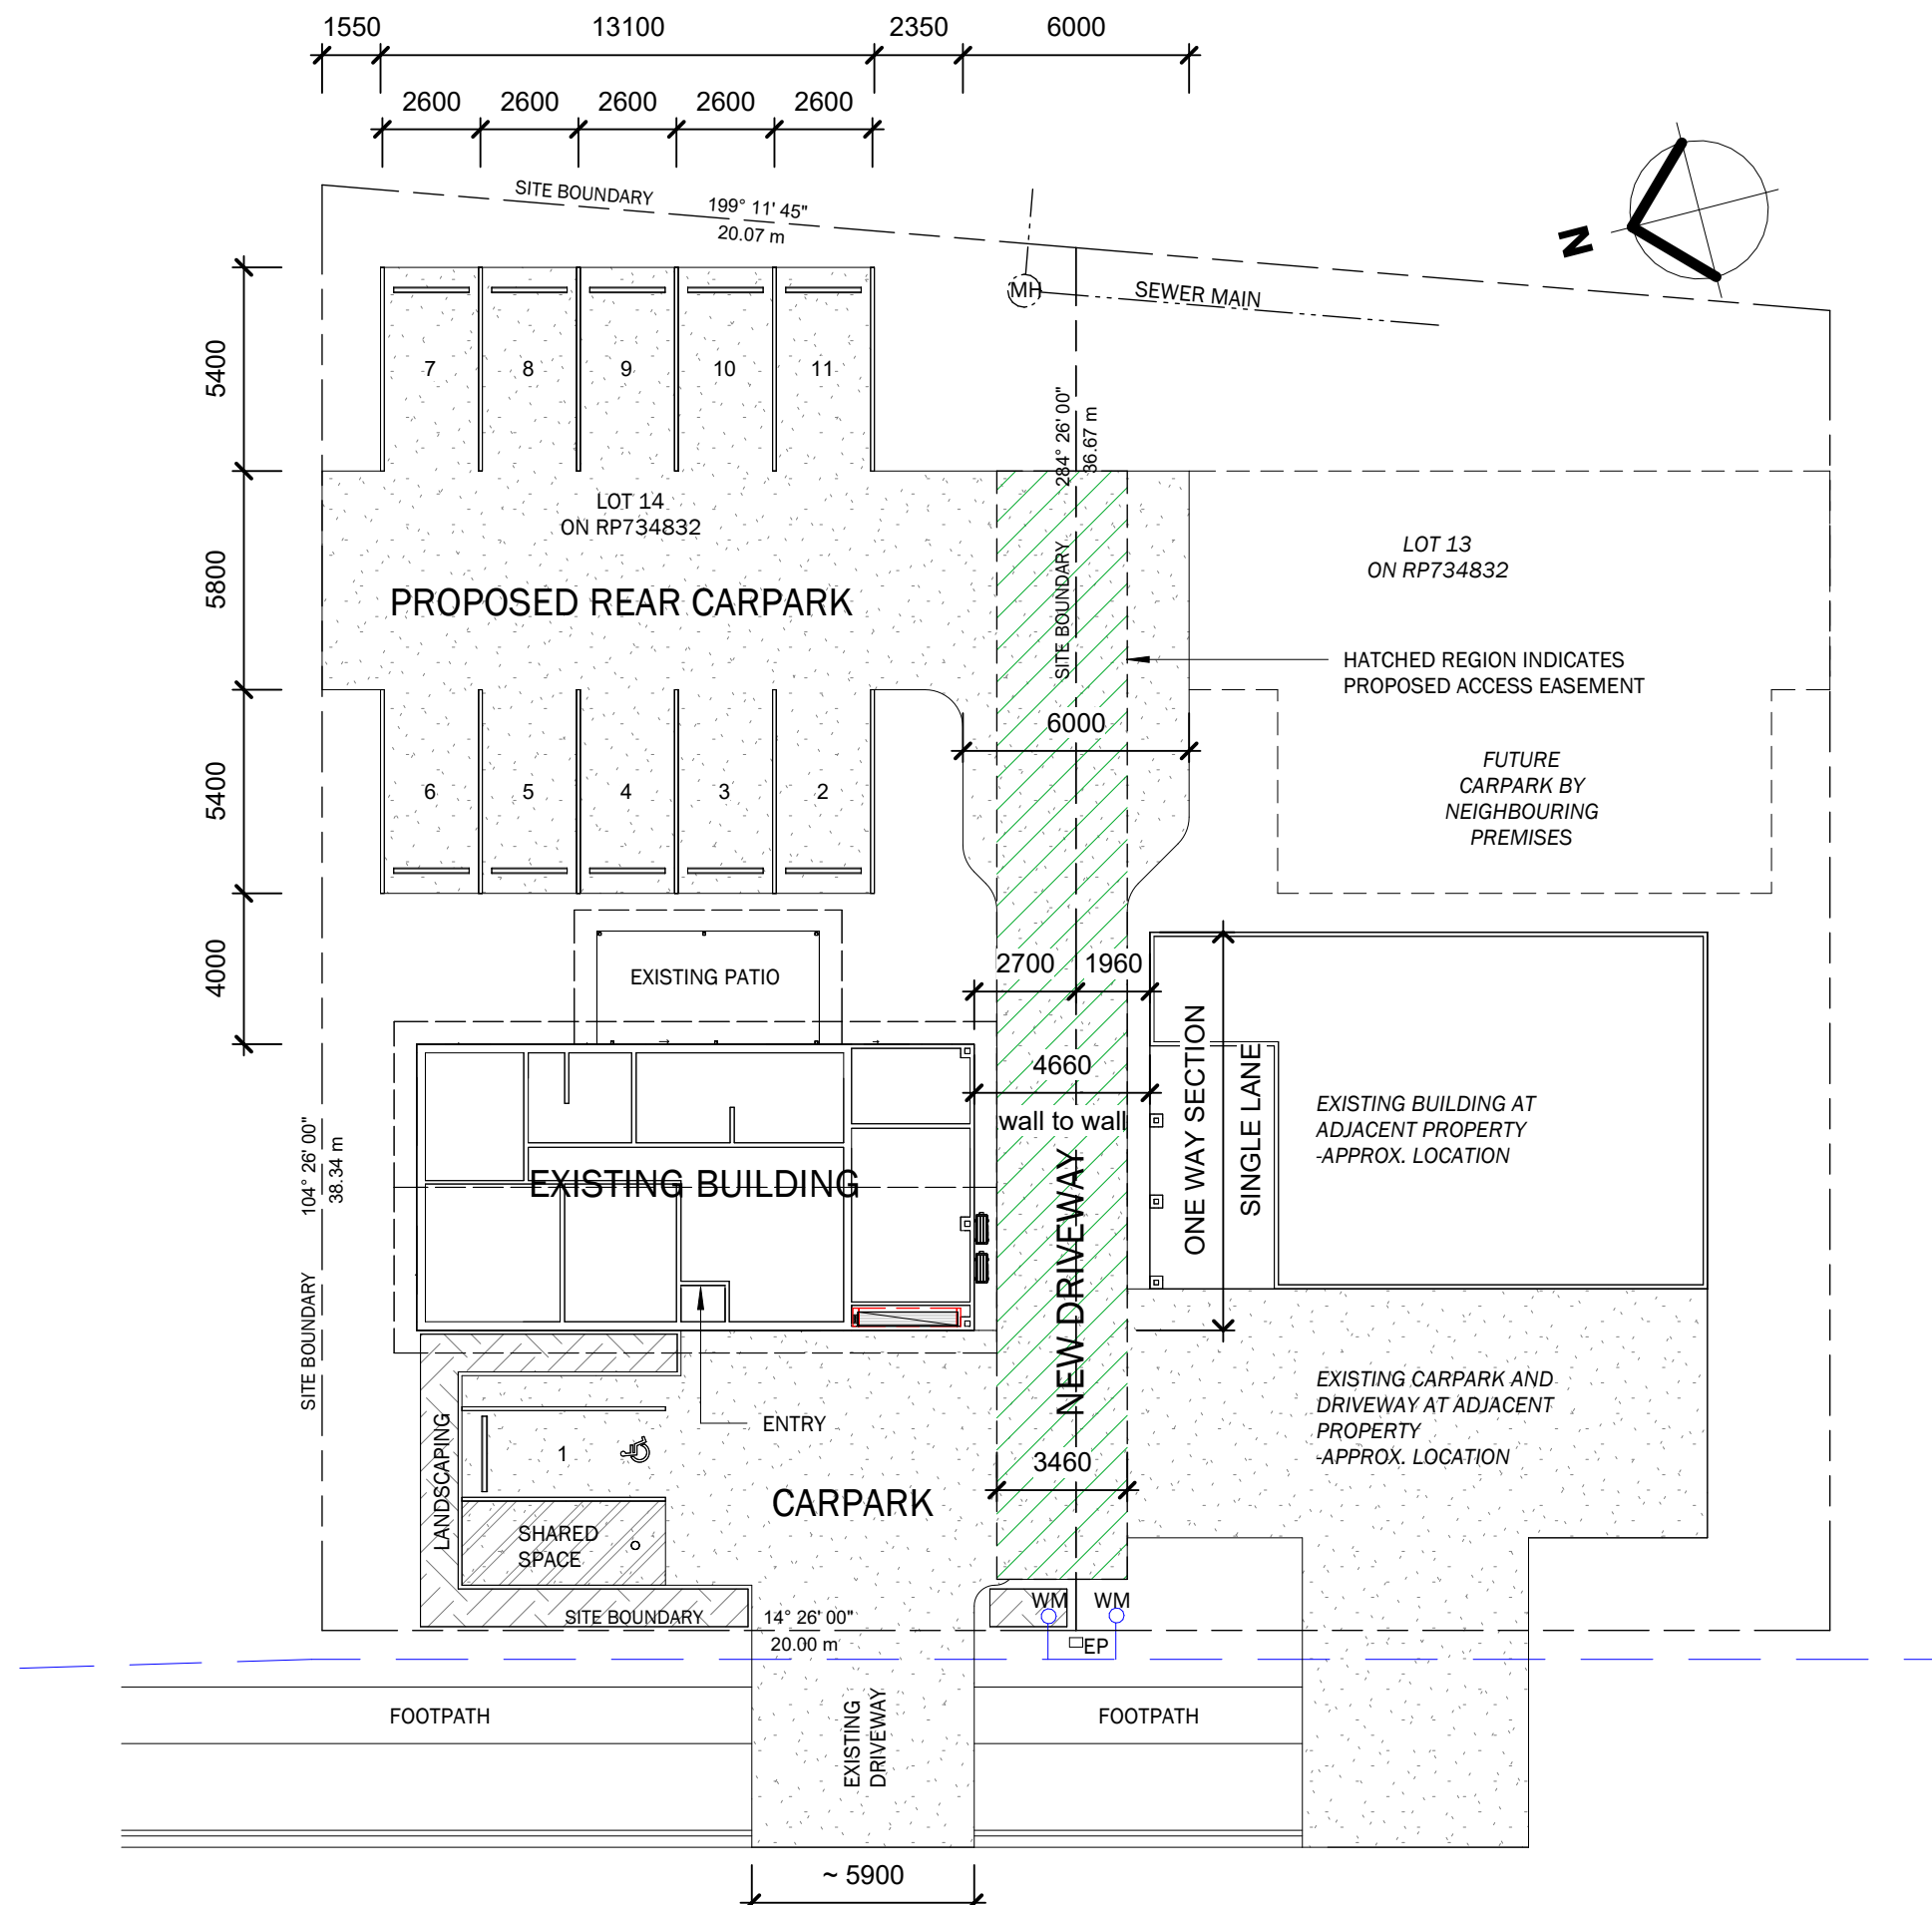 1550 13100 2350 6000
2600 2600 2600 2600 2600
SITE BOUNDARY
199° 11' 45"
20.07 m
N
MH
SEWER MAIN
5400
7 8 9 10 11
284° 26' 00"
36.67 m
LOT 14
ON RP734832
SITE BOUNDARY
LOT 13
ON RP734832
5800
PROPOSED REAR CARPARK
HATCHED REGION INDICATES
PROPOSED ACCESS EASEMENT
6000
5400
6 5 4 3 2
FUTURE
CARPARK BY
NEIGHBOURING
PREMISES
4000
EXISTING PATIO
2700 1960
4660
wall to wall
ONE WAY SECTION
SINGLE LANE
EXISTING BUILDING AT
ADJACENT PROPERTY
-APPROX. LOCATION
104° 26' 00"
38.34 m
EXISTING BUILDING
NEW DRIVEWAY
SITE BOUNDARY
ENTRY
LANDSCAPING
1
3460
CARPARK
EXISTING CARPARK AND
DRIVEWAY AT ADJACENT
PROPERTY
-APPROX. LOCATION
SHARED
SPACE
SITE BOUNDARY
14° 26' 00"
20.00 m
WM WM
EP
FOOTPATH
EXISTING
DRIVEWAY
FOOTPATH
~ 5900